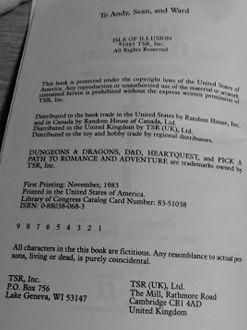 To Andy, Sean, and Ward
ISLE OF ILLUSION
©1983 TSR, Inc.
All Rights Reserved.
This book is protected under the copyright laws of the United States of
America. Any reproduction or unauthorized use of the material or artwork
contained herein is prohibited without the express written permission of
TSR, Inc.
Distributed to the book trade in the United States by Random House, Inc.
and in Canada by Random House of Canada, Ltd.
Distributed in the United Kingdom by TSR (UK), Ltd.
Distributed to the toy and hobby trade by regional distributors.
DUNGEONS & DRAGONS, D&D, HEARTQUEST, and PICK A
PATH TO ROMANCE AND ADVENTURE are trademarks owned by
TSR, Inc.
First Printing: November, 1983
Printed in the United States of America.
Library of Congress Catalog Card Number: 83-51038
ISBN: 0-88038-068-3
9 8 7 6 5 4 3 2 1
All characters in this book are fictitious. Any resemblance to actual per-
sons, living or dead, is purely coincidental.
TSR, Inc.
P.O. Box 756
Lake Geneva, WI 53147
TSR (UK), Ltd.
The Mill, Rathmore Road
Cambridge CB1 4AD
United Kingdom